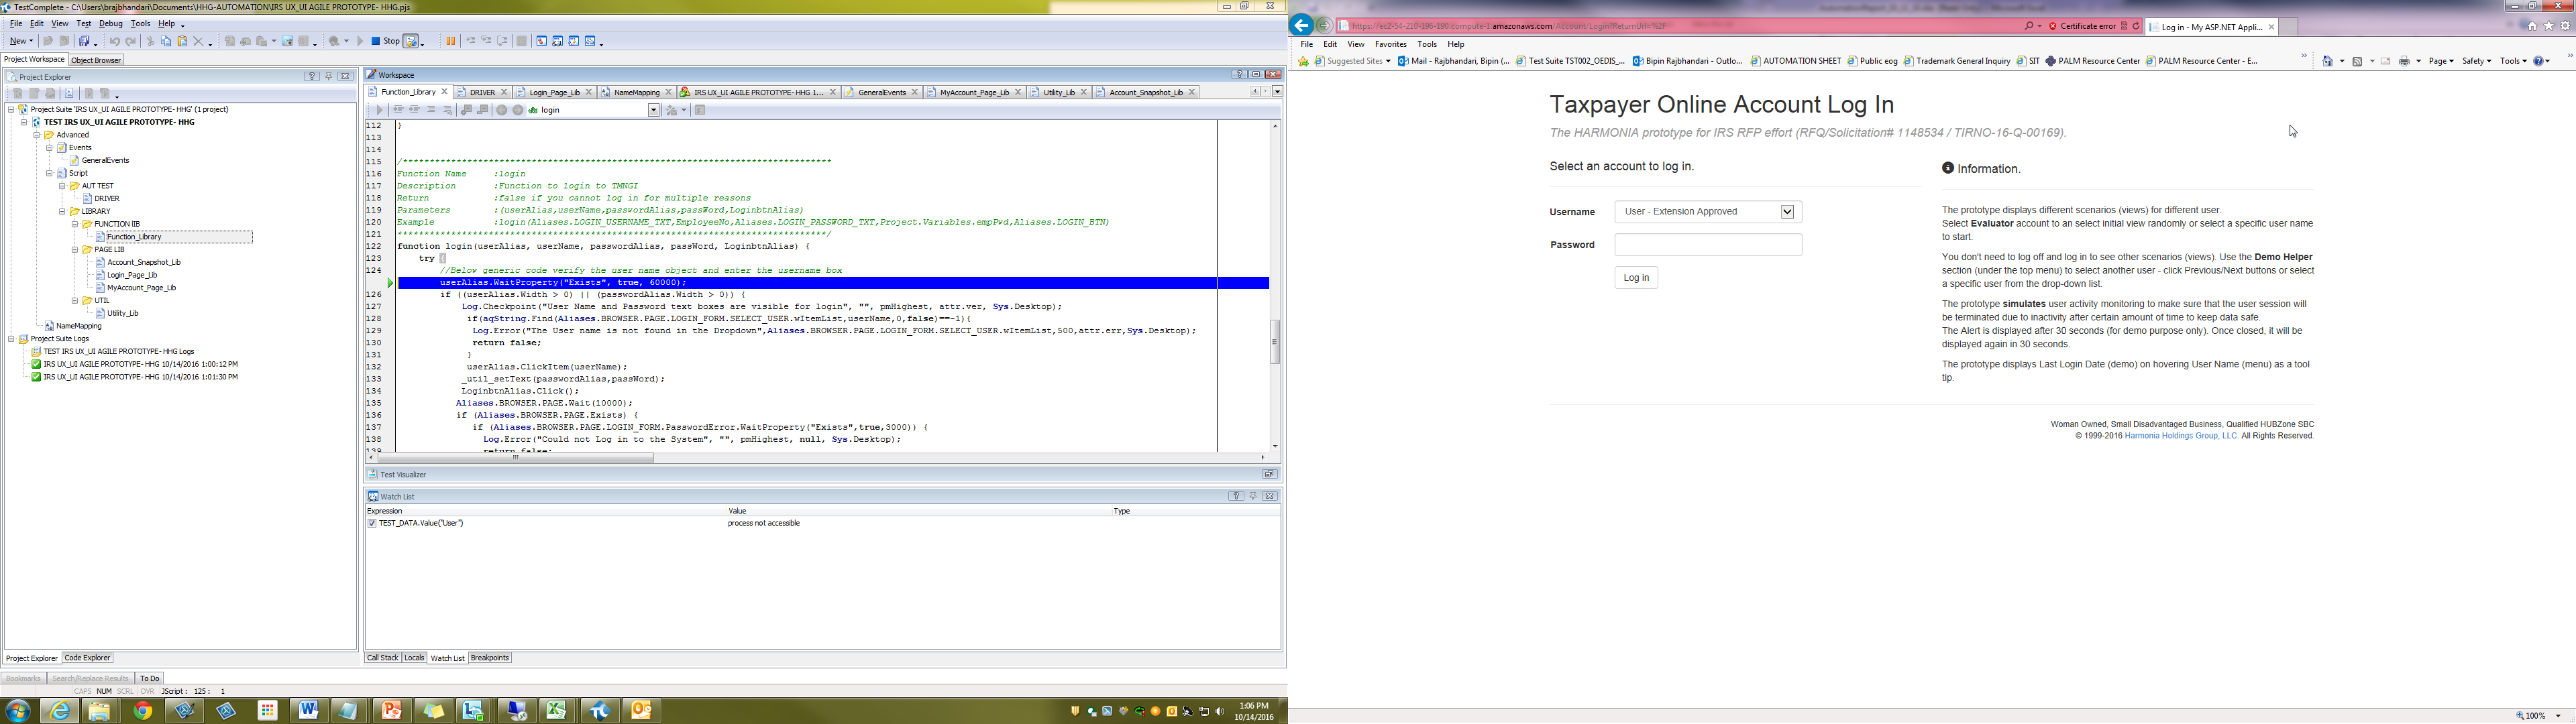 TestComplete - C:\Users\brajbhandari\Documents\HHG-AUTOMATION\IRS UX_UI AGILE PROTOTYPE- HHG.pjs
File Edit View Test Debug Tools Help
New Stop
Project Workspace Object Browser
Project Explorer
Project Suite 'IRS UX_UI AGILE PROTOTYPE-HHG' (1 project)
TEST IRS UX_UI AGILE PROTOTYPE- HHG
Advanced
Events
GeneralEvents
Script
AUT TEST
DRIVER
LIBRARY
FUNCTION lIB
Function_Library
PAGE LIB
Account_Snapshot_Lib
Login_Page_Lib
MyAccount_Page_Lib
UTIL
Utility_Lib
NameMapping
Project Suite Logs
TEST IRS UX_UI AGILE PROTOTYPE- HHG Logs
IRS UX_UI AGILE PROTOTYPE- HHG 10/14/2016 1:00:12 PM
IRS UX_UI AGILE PROTOTYPE- HHG 10/14/2016 1:01:30 PM
Project Explorer Code Explorer
Workspace
Function_Library DRIVER Login_Page_Lib NameMapping IRS UX_UI AGILE PROTOTYPE- HHG 1... GeneralEvents MyAccount_Page_Lib Utility_Lib Account_Snapshot_Lib
login
112 }
113
114
115 /********************************************************************************
116 Function Name :login
117 Description :Function to login to TMNGI
118 Return :false if you cannot log in for multiple reasons
119 Parameters :(userAlias,userName,passwordAlias,passWord,LoginbtnAlias)
120 Example :login(Aliases.LOGIN_USERNAME_TXT,EmployeeNo,Aliases.LOGIN_PASSWORD_TXT,Project.Variables.empPwd,Aliases.LOGIN_BTN)
121 ********************************************************************************/
122 function login(userAlias, userName, passwordAlias, passWord, LoginbtnAlias) {
123 try {
124 //Below generic code verify the user name object and enter the username box
userAlias.WaitProperty("Exists", true, 60000);
126 if ((userAlias.Width > 0) || (passwordAlias.Width > 0)) {
127 Log.Checkpoint("User Name and Password text boxes are visible for login", "", pmHighest, attr.ver, Sys.Desktop);
128 if(aqString.Find(Aliases.BROWSER.PAGE.LOGIN_FORM.SELECT_USER.wItemList,userName,0,false)==-1){
129 Log.Error("The User name is not found in the Dropdown",Aliases.BROWSER.PAGE.LOGIN_FORM.SELECT_USER.wItemList,500,attr.err,Sys.Desktop);
130 return false;
131 }
132 userAlias.ClickItem(userName);
133 _util_setText(passwordAlias,passWord);
134 LoginbtnAlias.Click();
135 Aliases.BROWSER.PAGE.Wait(10000);
136 if (Aliases.BROWSER.PAGE.Exists) {
137 if (Aliases.BROWSER.PAGE.LOGIN_FORM.PasswordError.WaitProperty("Exists",true,3000)) {
138 Log.Error("Could not Log in to the System", "", pmHighest, null, Sys.Desktop);
139 return false;
Test Visualizer
Watch List
Expression Value Type
TEST_DATA.Value("User") process not accessible
Call Stack Locals Watch List Breakpoints
Bookmarks Search/Replace Results To Do
CAPS NUM SCRL OVR JScript : 125 : 1
1:06 PM
10/14/2016
https://ec2-54-210-196-190.compute-1.amazonaws.com/Account/Login?ReturnUrl=%2F
Certificate error
Log in - My ASP.NET Appli...
File Edit View Favorites Tools Help
Suggested Sites Mail - Rajbhandari, Bipin (... Test Suite TST002_OEDIS_... Bipin Rajbhandari - Outlo... AUTOMATION SHEET Public eog Trademark General Inquiry SIT PALM Resource Center PALM Resource Center - E...
Page Safety Tools
Taxpayer Online Account Log In
The HARMONIA prototype for IRS RFP effort (RFQ/Solicitation# 1148534 / TIRNO-16-Q-00169).
Select an account to log in.
Username User - Extension Approved
Password
Log in
Information.
The prototype displays different scenarios (views) for different user.
Select Evaluator account to an select initial view randomly or select a specific user name
to start.
You don't need to log off and log in to see other scenarios (views). Use the Demo Helper
section (under the top menu) to select another user - click Previous/Next buttons or select
a specific user from the drop-down list.
The prototype simulates user activity monitoring to make sure that the user session will
be terminated due to inactivity after certain amount of time to keep data safe.
The Alert is displayed after 30 seconds (for demo purpose only). Once closed, it will be
displayed again in 30 seconds.
The prototype displays Last Login Date (demo) on hovering User Name (menu) as a tool
tip.
Woman Owned, Small Disadvantaged Business, Qualified HUBZone SBC
© 1999-2016 Harmonia Holdings Group, LLC. All Rights Reserved.
100%